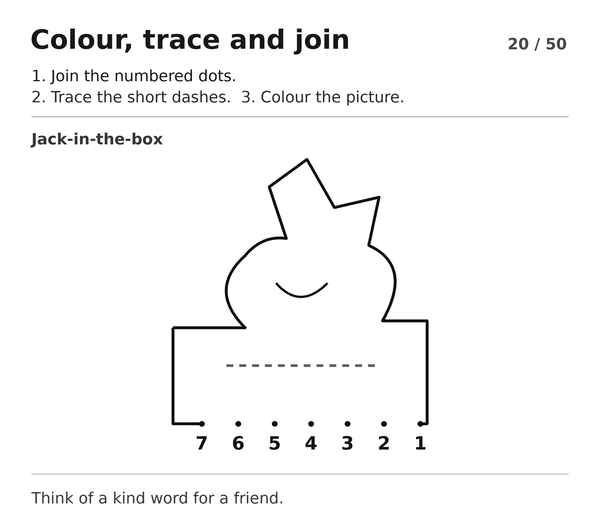 Colour, trace and join
20 / 50
1. Join the numbered dots.
2. Trace the short dashes.  3. Colour the picture.
Jack-in-the-box
7 6 5 4 3 2 1
Think of a kind word for a friend.